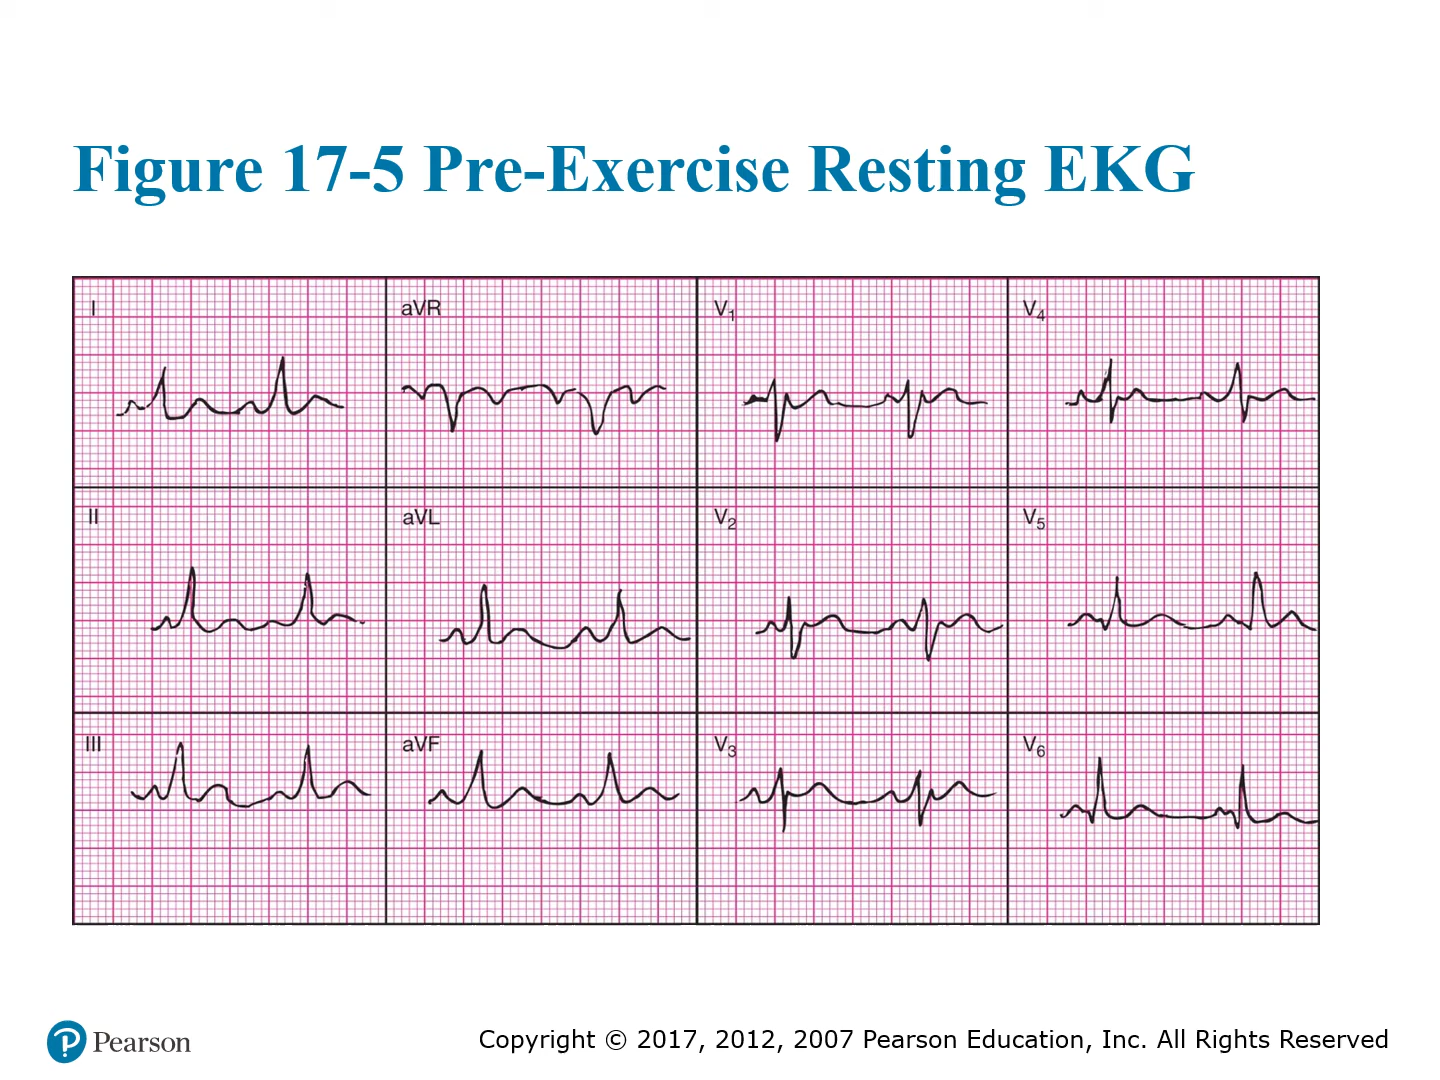 Figure 17-5 Pre-Exercise Resting EKG
I aVR V₁ V₄
II aVL V₂ V₅
III aVF V₃ V₆
Pearson
Copyright © 2017, 2012, 2007 Pearson Education, Inc. All Rights Reserved